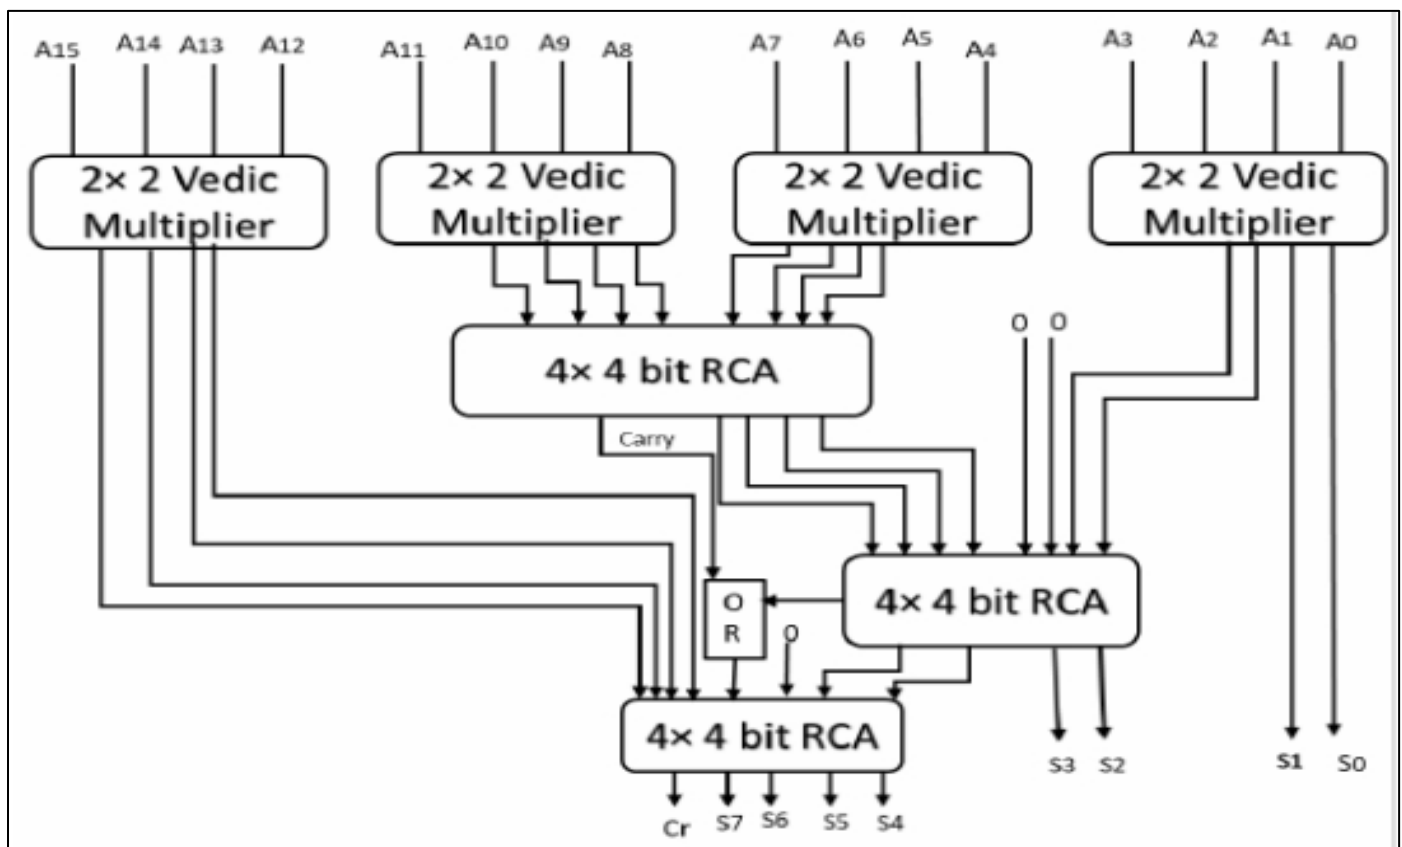 A15 A14 A13 A12 A11 A10 A9 A8 A7 A6 A5 A4 A3 A2 A1 A0
2× 2 Vedic
Multiplier
2× 2 Vedic
Multiplier
2× 2 Vedic
Multiplier
2× 2 Vedic
Multiplier
0 0
4× 4 bit RCA
Carry
4× 4 bit RCA
O
R
0
4× 4 bit RCA
S3 S2 S1 S0
Cr S7 S6 S5 S4